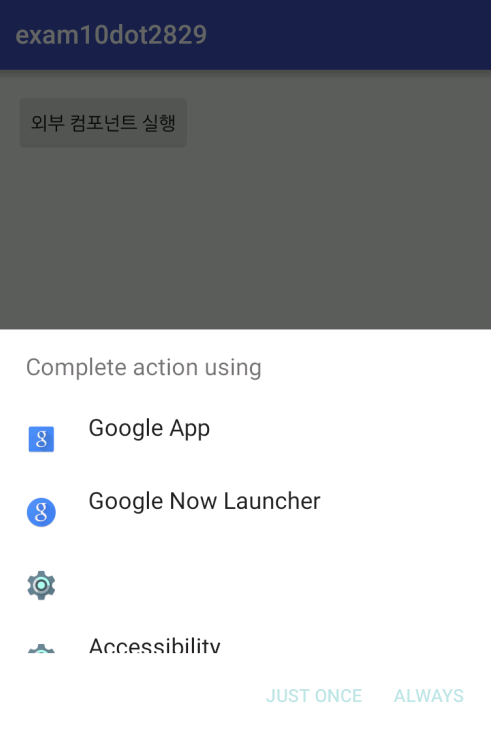 exam10dot2829
외부 컴포넌트 실행
Complete action using
Google App
Google Now Launcher
Accessibility
JUST ONCE ALWAYS